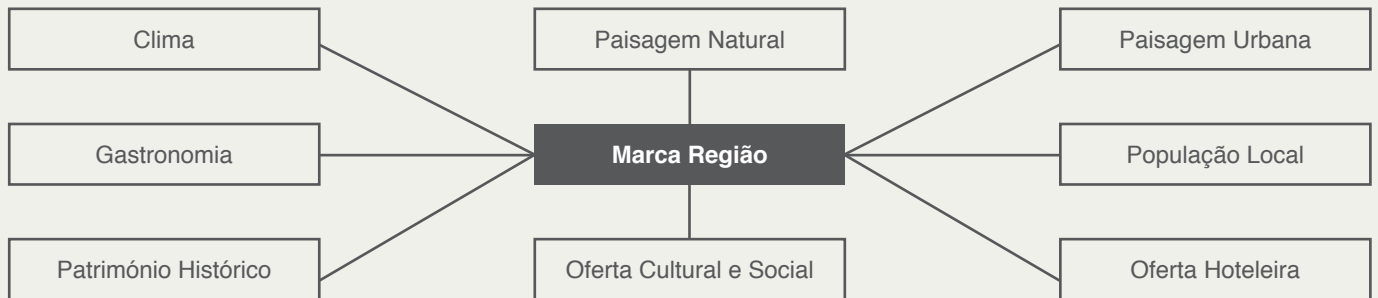 Clima
Paisagem Natural
Paisagem Urbana
Gastronomia
Marca Região
População Local
Património Histórico
Oferta Cultural e Social
Oferta Hoteleira